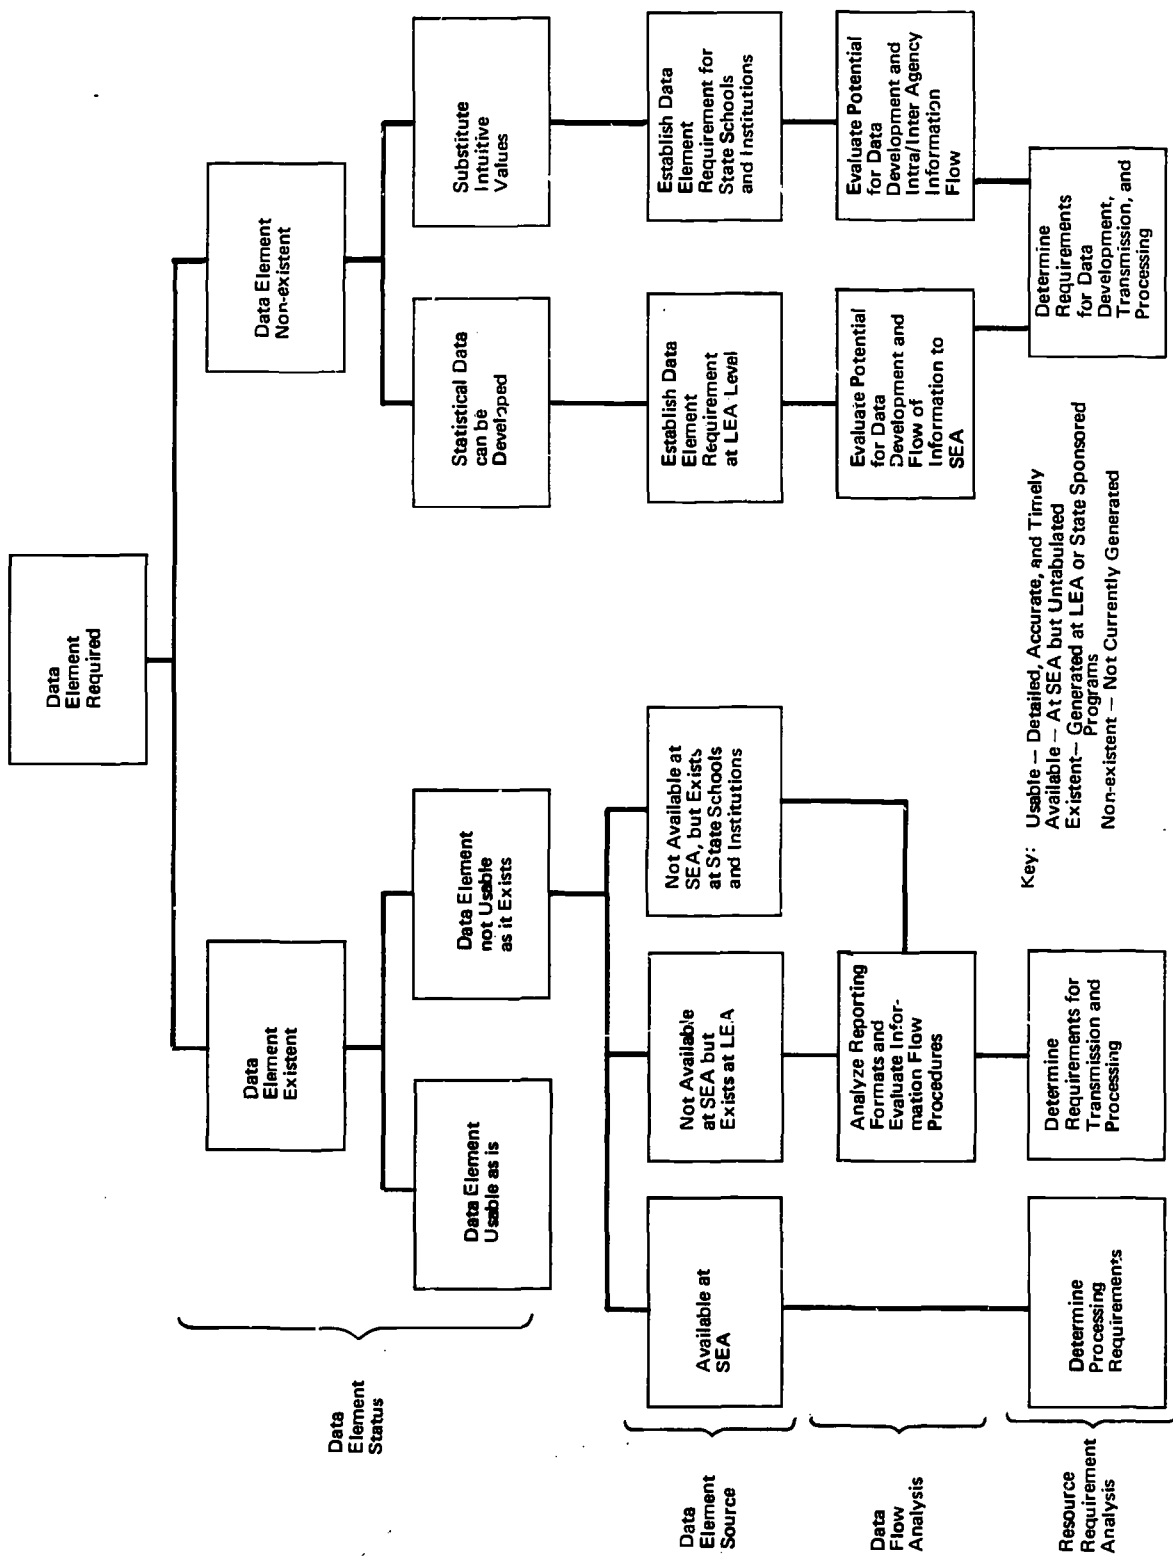 Data
Element
Required
Data
Element
Status
Data
Element
Existent
Data Element
Non-existent
Data Element
Usable as is
Data Element
not Usable
as it Exists
Statistical Data
can be
Developed
Substitute
Intuitive
Values
Data
Element
Source
Available at
SEA
Not Available
at SEA but
Exists at LEA
Not Available at
SEA, but Exists
at State Schools
and Institutions
Establish Data
Element
Requirement
at LEA Level
Establish Data
Element
Requirement for
State Schools
and Institutions
Data
Flow
Analysis
Analyze Reporting
Formats and
Evaluate Infor-
mation Flow
Procedures
Evaluate Potential
for Data
Development and
Flow of
Information to
SEA
Evaluate Potential
for Data
Development and
Intra/Inter Agency
Information
Flow
Resource
Requirement
Analysis
Determine
Processing
Requirements
Determine
Requirements for
Transmission and
Processing
Key: Usable — Detailed, Accurate, and Timely
Available — At SEA but Untabulated
Existent— Generated at LEA or State Sponsored
Programs
Non-existent — Not Currently Generated
Determine
Requirements
for Data
Development,
Transmission, and
Processing